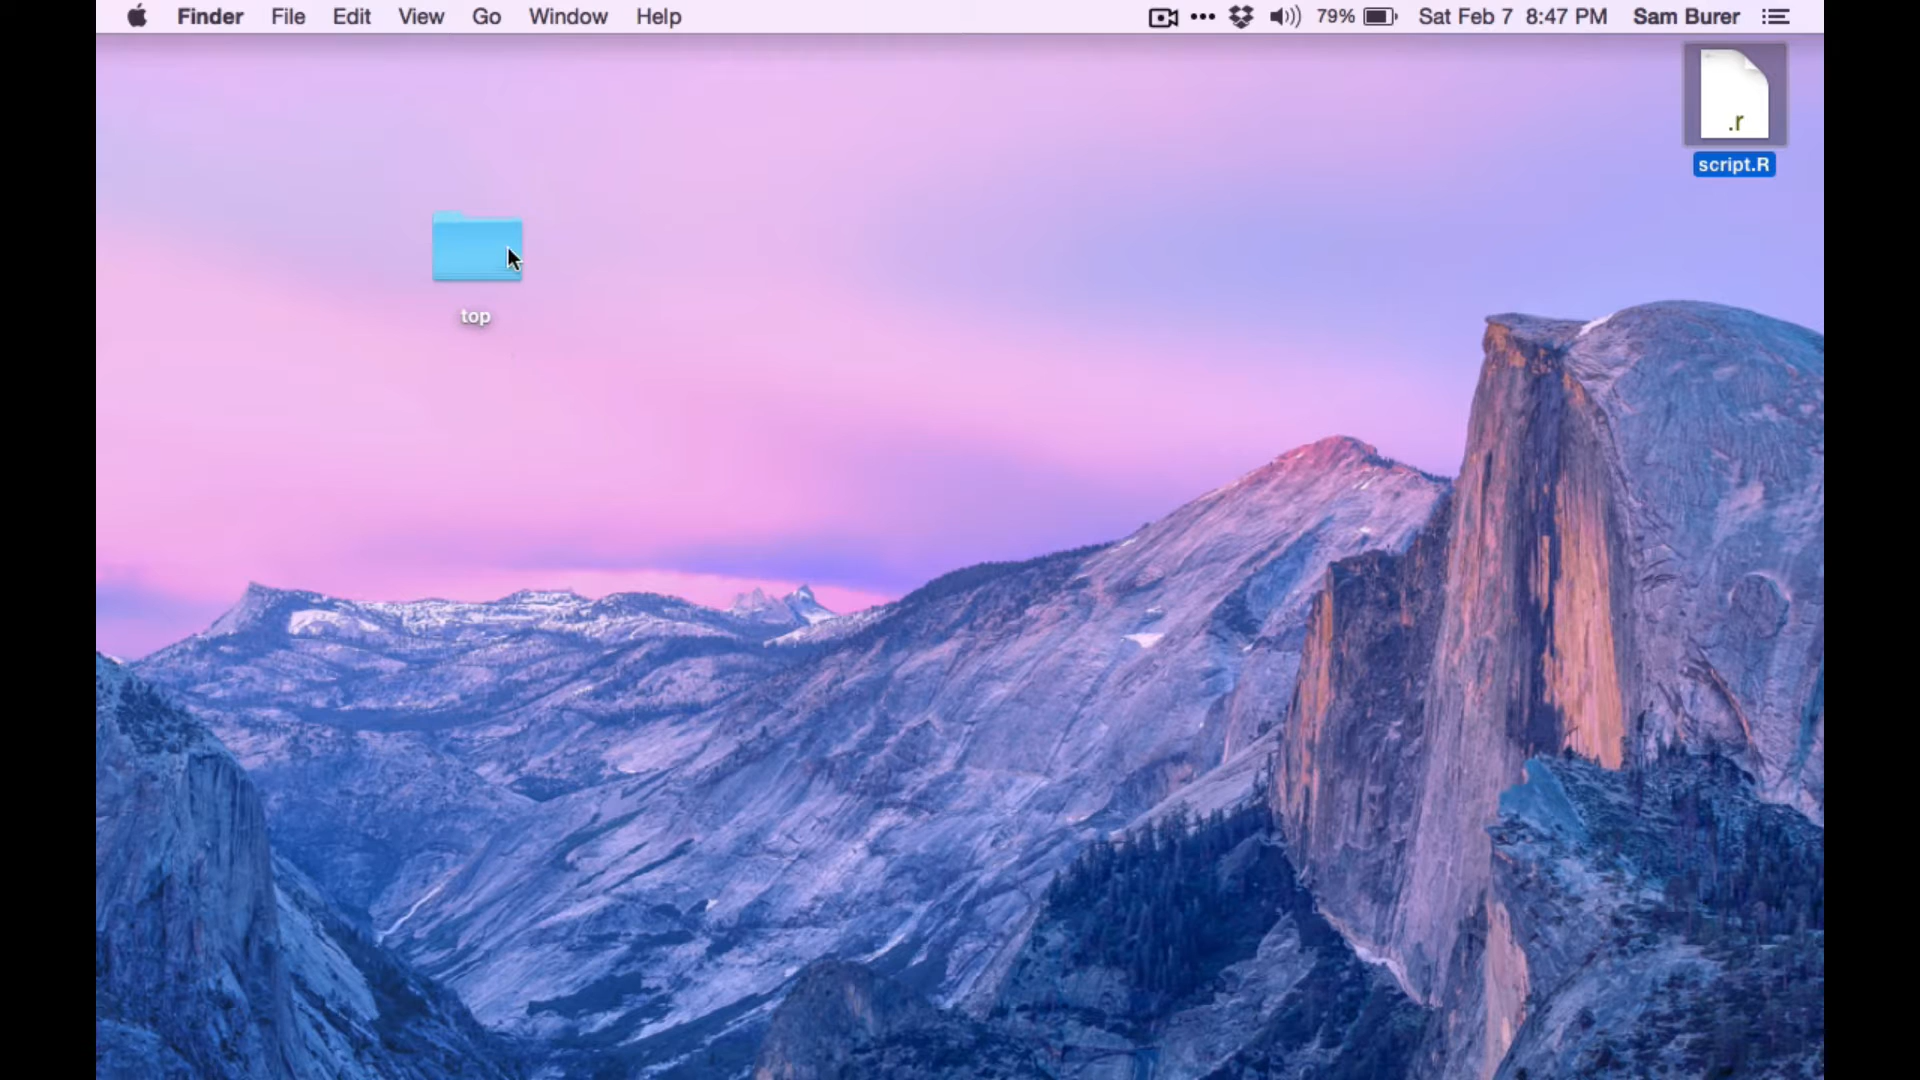 Finder File Edit View Go Window Help 79% Sat Feb 7 8:47 PM Sam Burer
.r
script.R
top